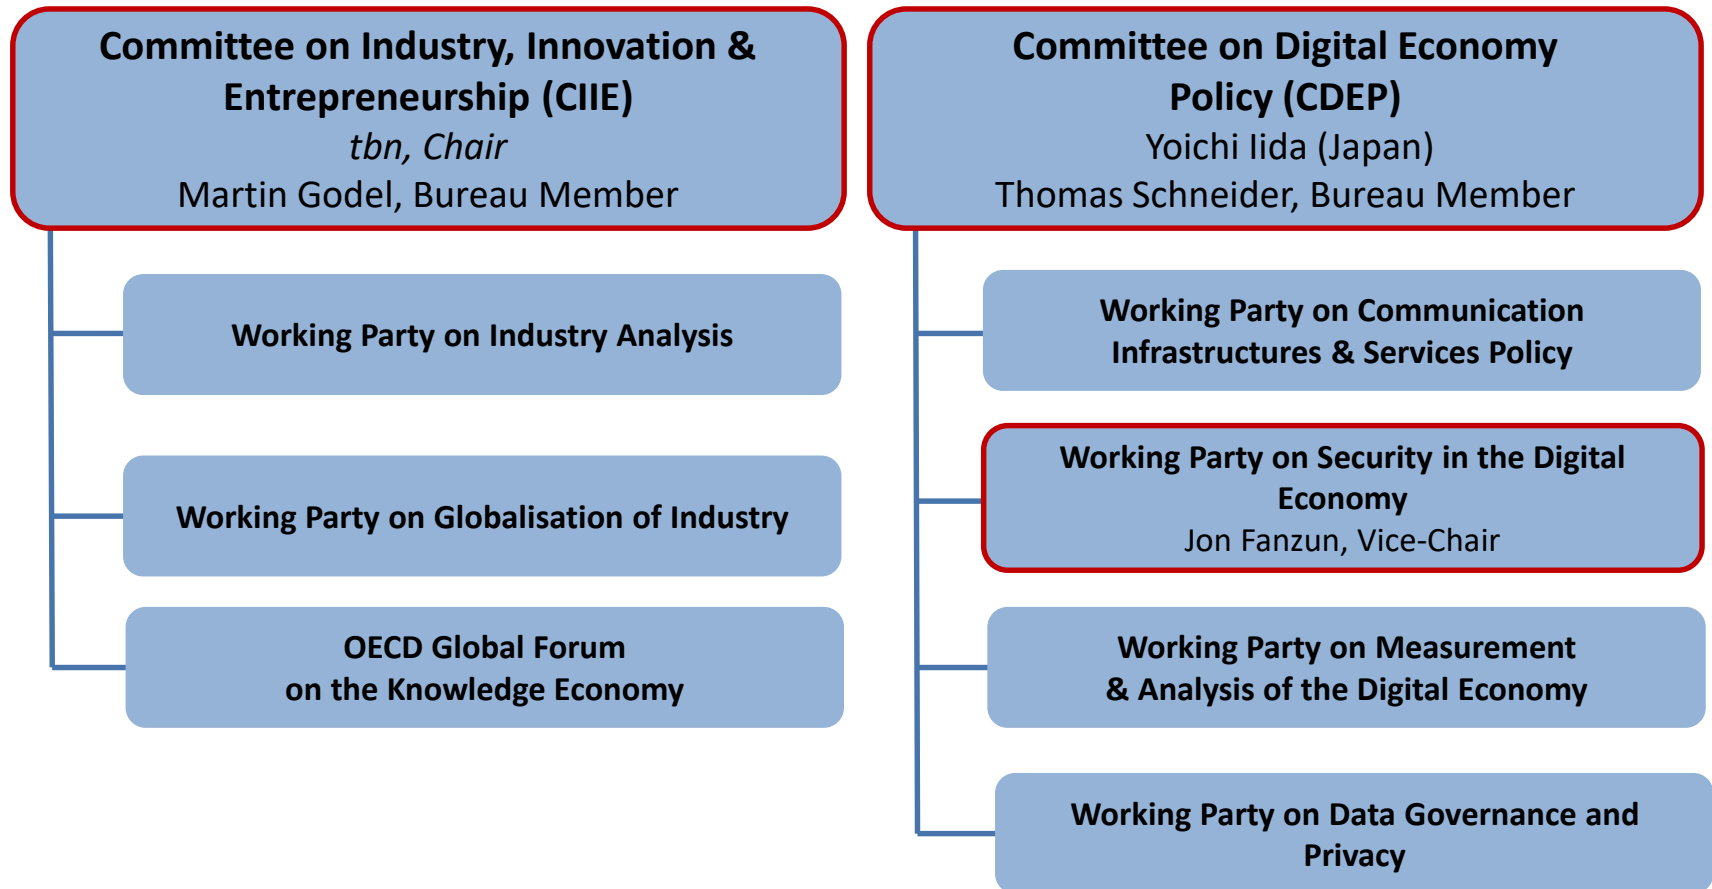 Committee on Industry, Innovation &
Entrepreneurship (CIIE)
tbn, Chair
Martin Godel, Bureau Member
Working Party on Industry Analysis
Working Party on Globalisation of Industry
OECD Global Forum
on the Knowledge Economy
Committee on Digital Economy
Policy (CDEP)
Yoichi Iida (Japan)
Thomas Schneider, Bureau Member
Working Party on Communication
Infrastructures & Services Policy
Working Party on Security in the Digital
Economy
Jon Fanzun, Vice-Chair
Working Party on Measurement
& Analysis of the Digital Economy
Working Party on Data Governance and
Privacy